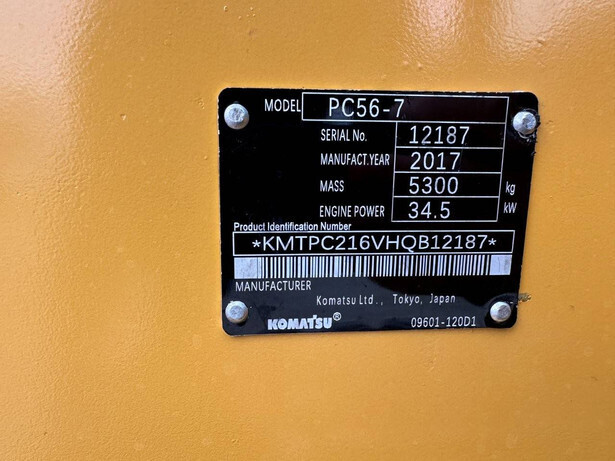 MODEL PC56-7
SERIAL No. 12187
MANUFACT.YEAR 2017
MASS 5300 kg
ENGINE POWER 34.5 kW
Product Identification Number
*KMTPC216VHQB12187*
MANUFACTURER
Komatsu Ltd., Tokyo, Japan
KOMATSU® 09601-120D1